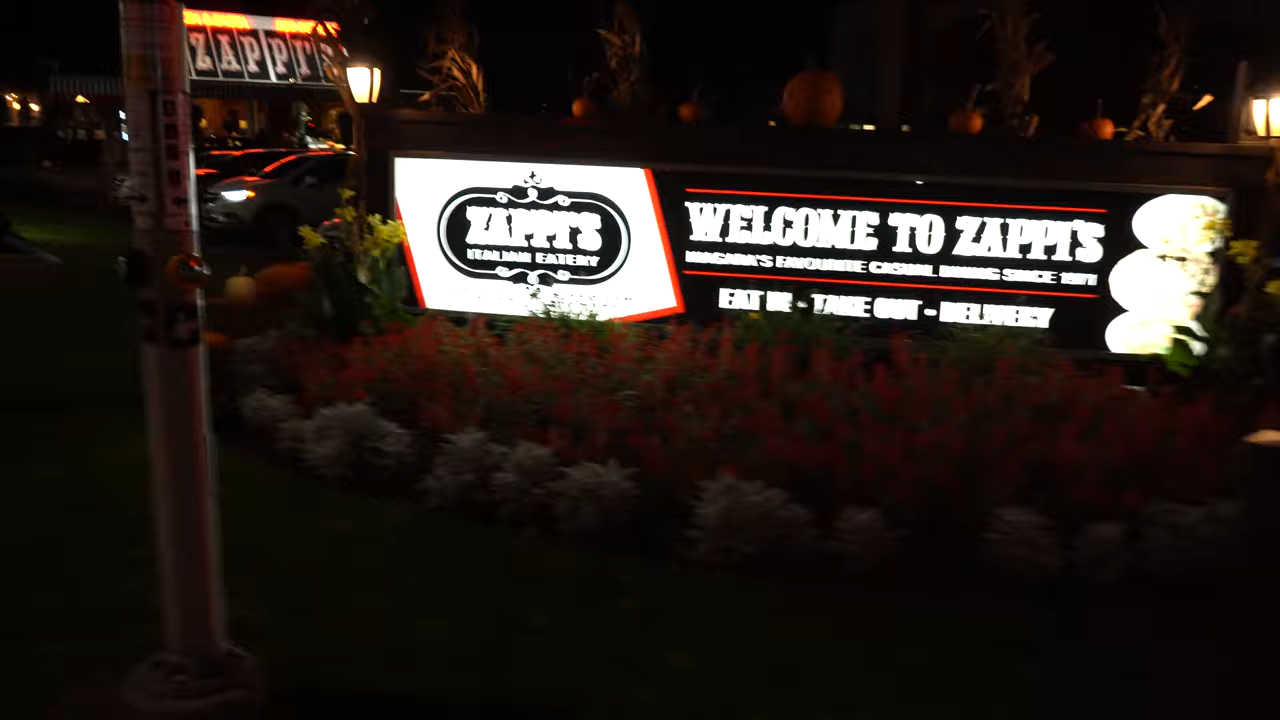 ZAPPI'S
ZAPPI'S
ITALIAN EATERY
WELCOME TO ZAPPI'S
NIAGARA'S FAVOURITE CASUAL DINING SINCE 1971
EAT IN - TAKE OUT - DELIVERY